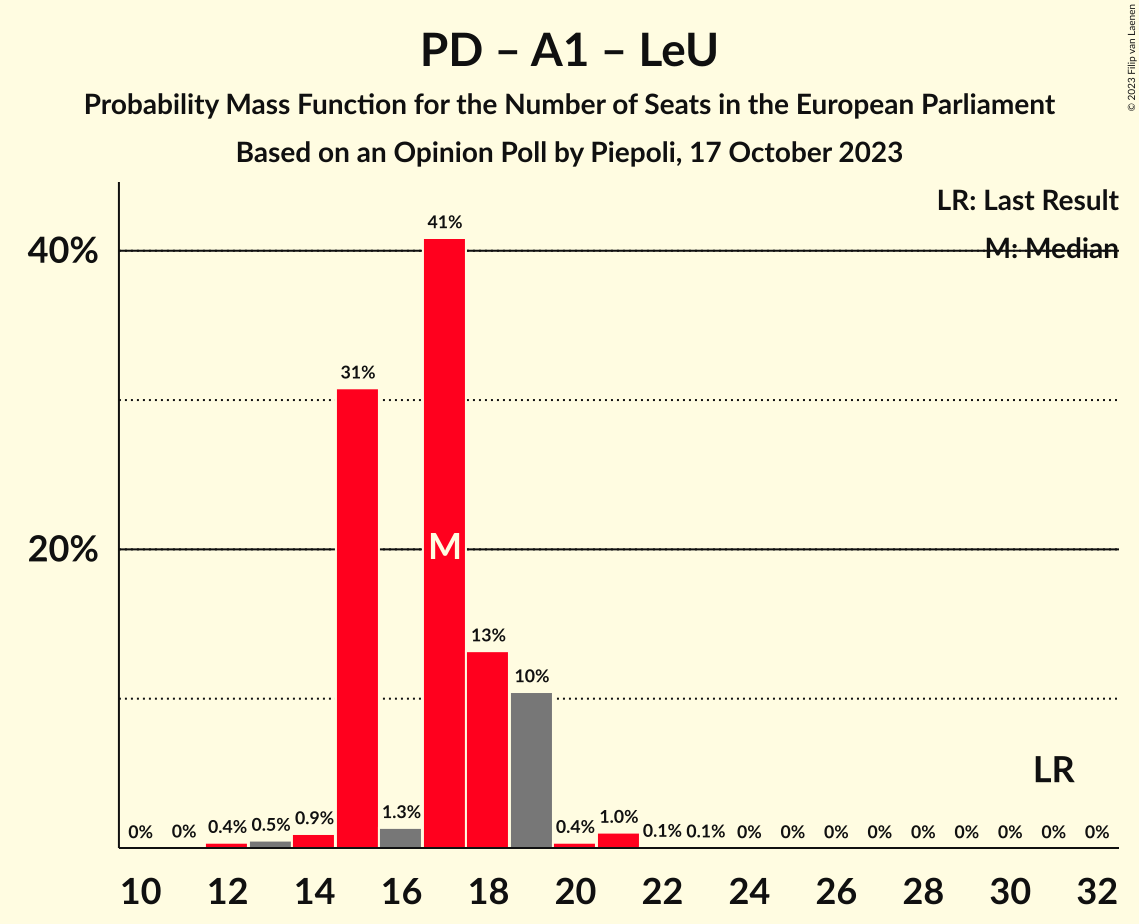 PD – A1 – LeU
Probability Mass Function for the Number of Seats in the European Parliament
Based on an Opinion Poll by Piepoli, 17 October 2023
© 2023 Filip van Laenen
LR: Last Result
M: Median
40%
20%
41%
31%
M
13%
10%
LR
0% 0% 0.4% 0.5% 0.9% 1.3% 0.4% 1.0% 0.1% 0.1% 0% 0% 0% 0% 0% 0% 0% 0% 0%
10 12 14 16 18 20 22 24 26 28 30 32